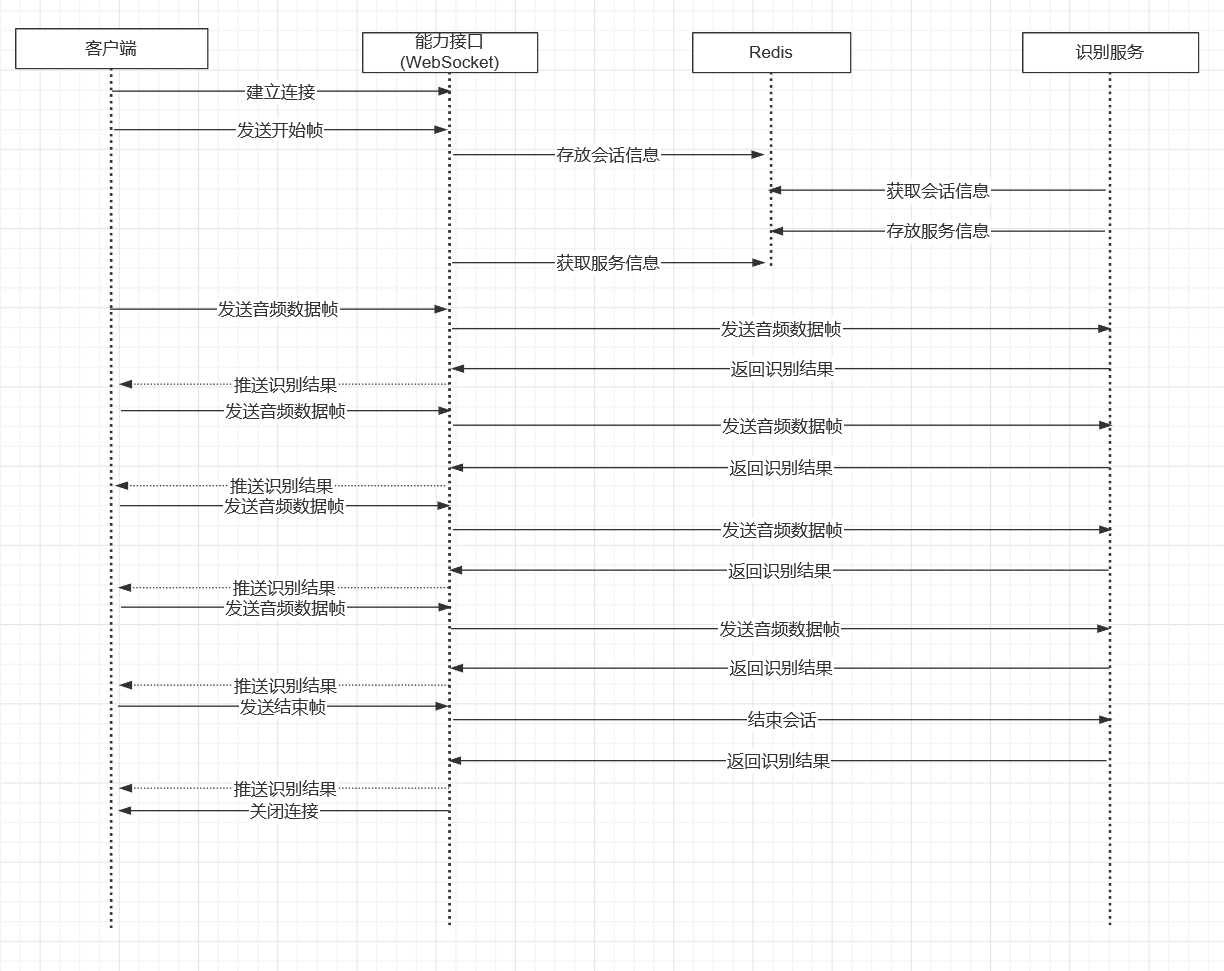 客户端
能力接口
(WebSocket)
Redis
识别服务
建立连接
发送开始帧
存放会话信息
获取会话信息
存放服务信息
获取服务信息
发送音频数据帧
发送音频数据帧
返回识别结果
推送识别结果
发送音频数据帧
发送音频数据帧
返回识别结果
推送识别结果
发送音频数据帧
发送音频数据帧
返回识别结果
推送识别结果
发送音频数据帧
发送音频数据帧
返回识别结果
推送识别结果
发送结束帧
结束会话
返回识别结果
推送识别结果
关闭连接